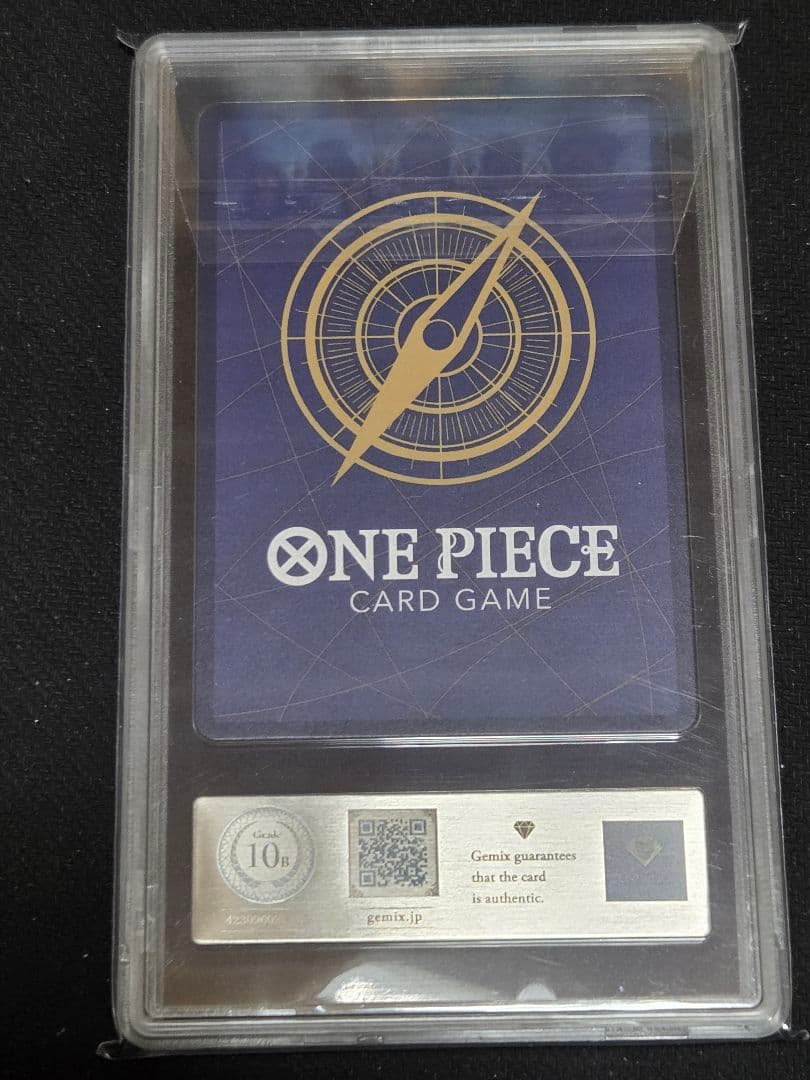 ONE PIECE
CARD GAME
Grade
10B
gemix.jp
Gemix guarantees
that the card
is authentic.